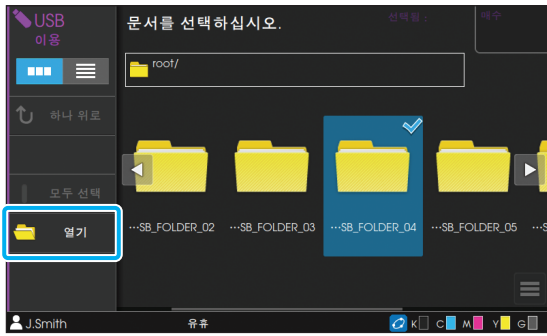 USB
이용
문서를 선택하십시오.
선택됨 :
매수
root/
하나 위로
모두 선택
열기
…SB_FOLDER_02
…SB_FOLDER_03
…SB_FOLDER_04
…SB_FOLDER_05
…S
J.Smith
유휴
K C M Y G